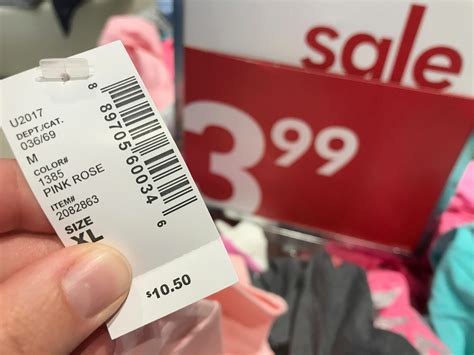 sale
3.99
U2017
DEPT./CAT.
036/69
M
COLOR#
1385
PINK ROSE
ITEM#
2082863
SIZE
XL
8 89705 60034 6
$10.50